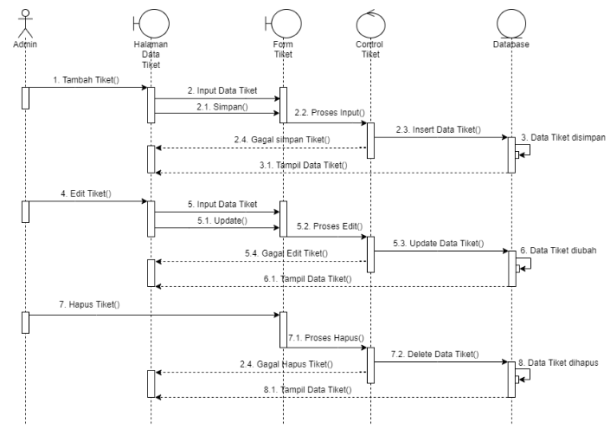 Admin
Halaman
Data
Tiket
Form
Tiket
Control
Tiket
Database
1. Tambah Tiket()
2. Input Data Tiket
2.1. Simpan()
2.2. Proses Input()
2.3. Insert Data Tiket()
3. Data Tiket disimpan
2.4. Gagal simpan Tiket()
3.1. Tampil Data Tiket()
4. Edit Tiket()
5. Input Data Tiket
5.1. Update()
5.2. Proses Edit()
5.3. Update Data Tiket()
6. Data Tiket diubah
5.4. Gagal Edit Tiket()
6.1. Tampil Data Tiket()
7. Hapus Tiket()
7.1. Proses Hapus()
7.2. Delete Data Tiket()
8. Data Tiket dihapus
2.4. Gagal Hapus Tiket()
8.1. Tampil Data Tiket()